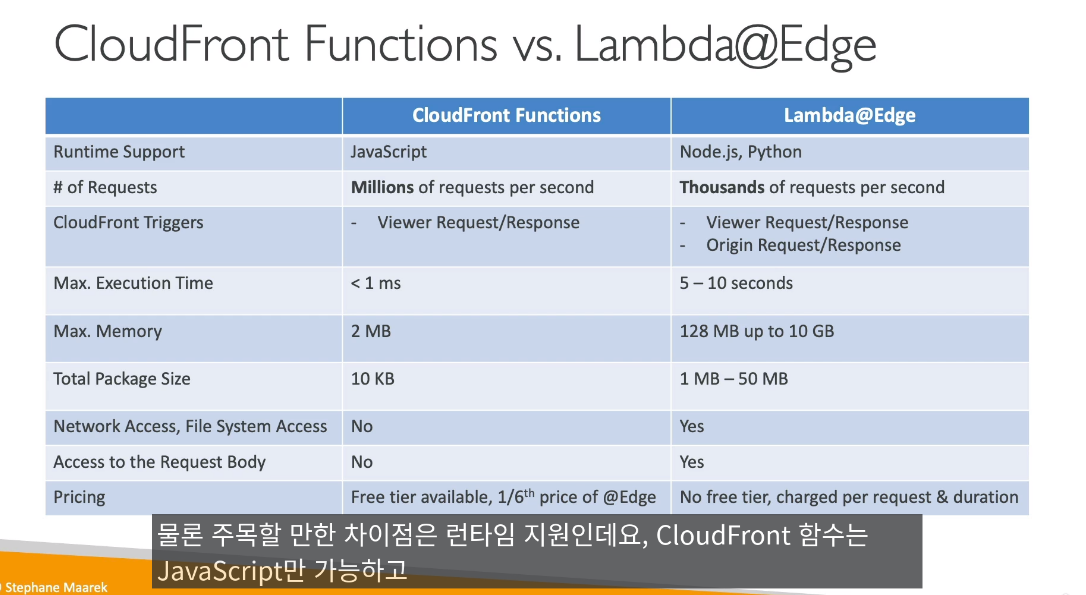 CloudFront Functions vs. Lambda@Edge
CloudFront Functions Lambda@Edge
Runtime Support JavaScript Node.js, Python
# of Requests Millions of requests per second Thousands of requests per second
CloudFront Triggers - Viewer Request/Response - Viewer Request/Response
- Origin Request/Response
Max. Execution Time < 1 ms 5 – 10 seconds
Max. Memory 2 MB 128 MB up to 10 GB
Total Package Size 10 KB 1 MB – 50 MB
Network Access, File System Access No Yes
Access to the Request Body No Yes
Pricing Free tier available, 1/6th price of @Edge No free tier, charged per request & duration
물론 주목할 만한 차이점은 런타임 지원인데요, CloudFront 함수는
JavaScript만 가능하고
Stephane Maarek